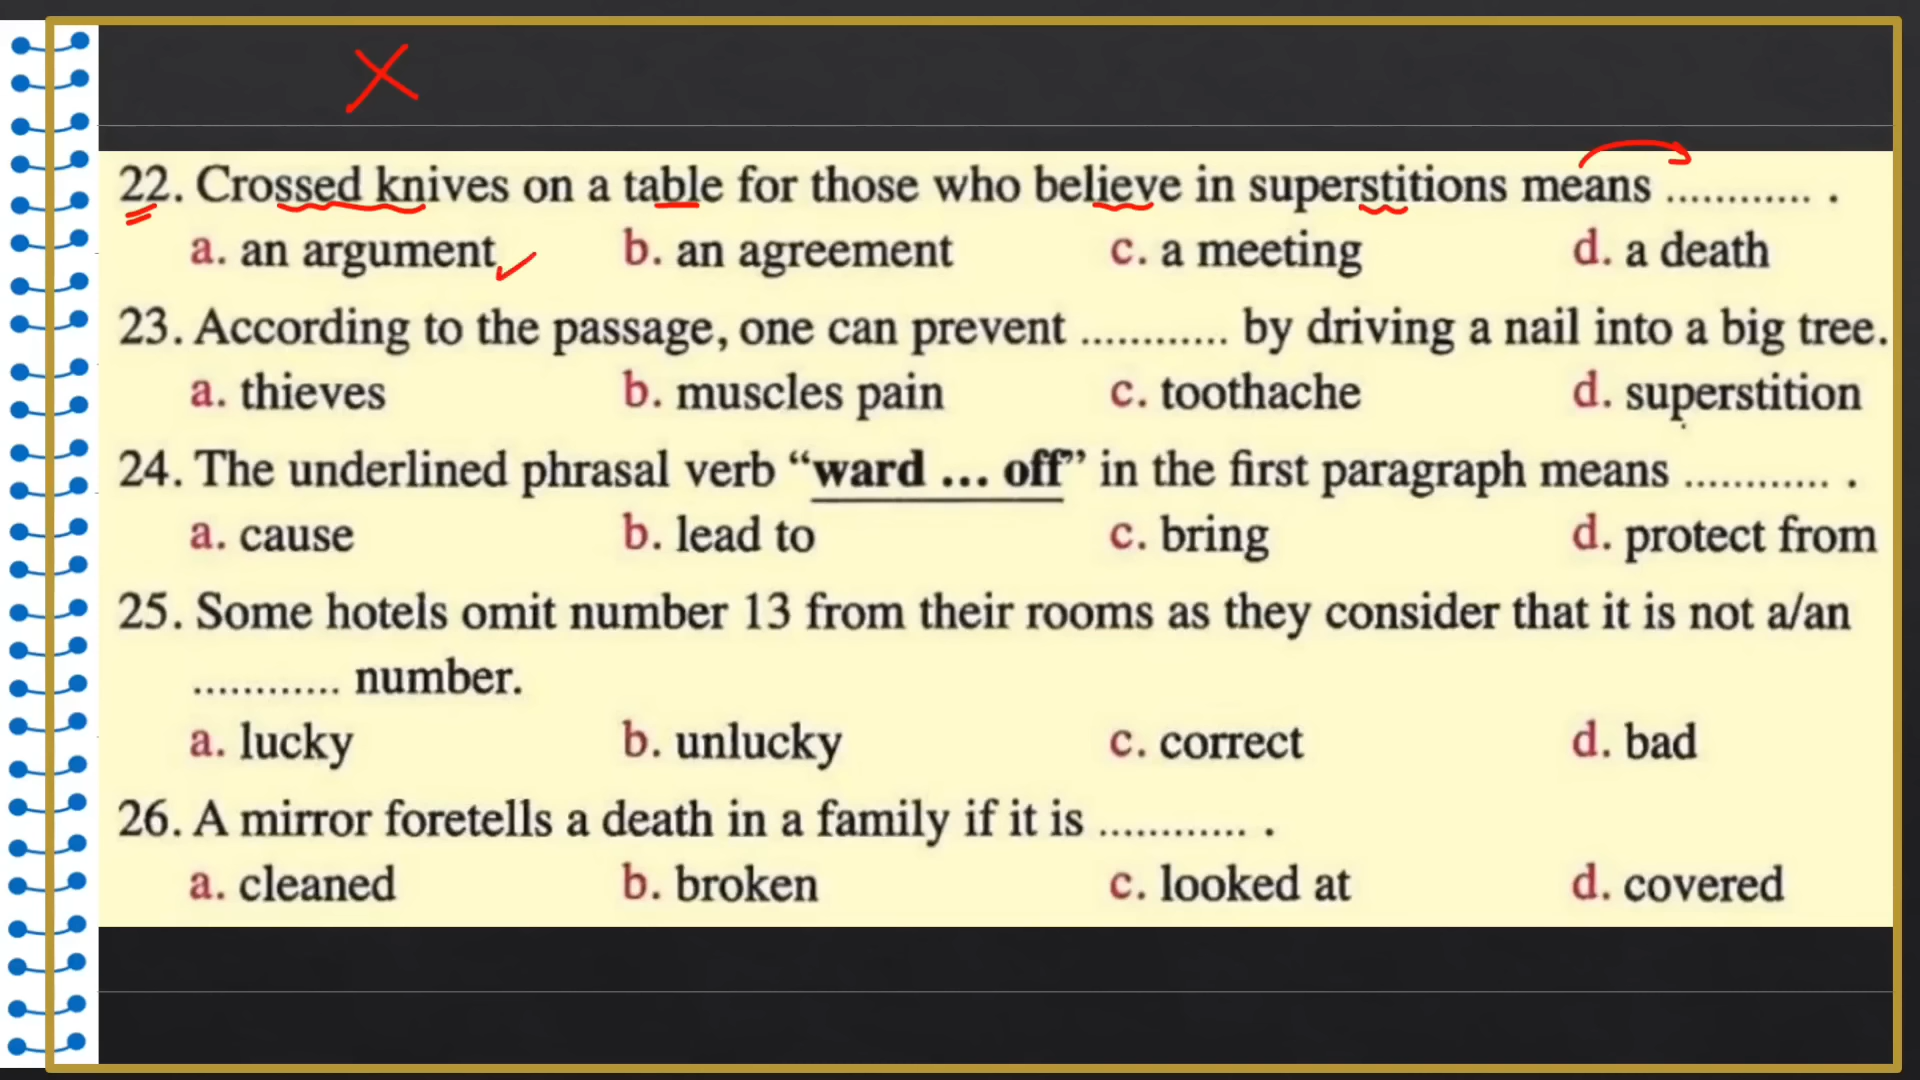 22. Crossed knives on a table for those who believe in superstitions means ............ .
a. an argument b. an agreement c. a meeting d. a death
23. According to the passage, one can prevent ............ by driving a nail into a big tree.
a. thieves b. muscles pain c. toothache d. superstition
24. The underlined phrasal verb “ward ... off” in the first paragraph means ............ .
a. cause b. lead to c. bring d. protect from
25. Some hotels omit number 13 from their rooms as they consider that it is not a/an
............ number.
a. lucky b. unlucky c. correct d. bad
26. A mirror foretells a death in a family if it is ............ .
a. cleaned b. broken c. looked at d. covered